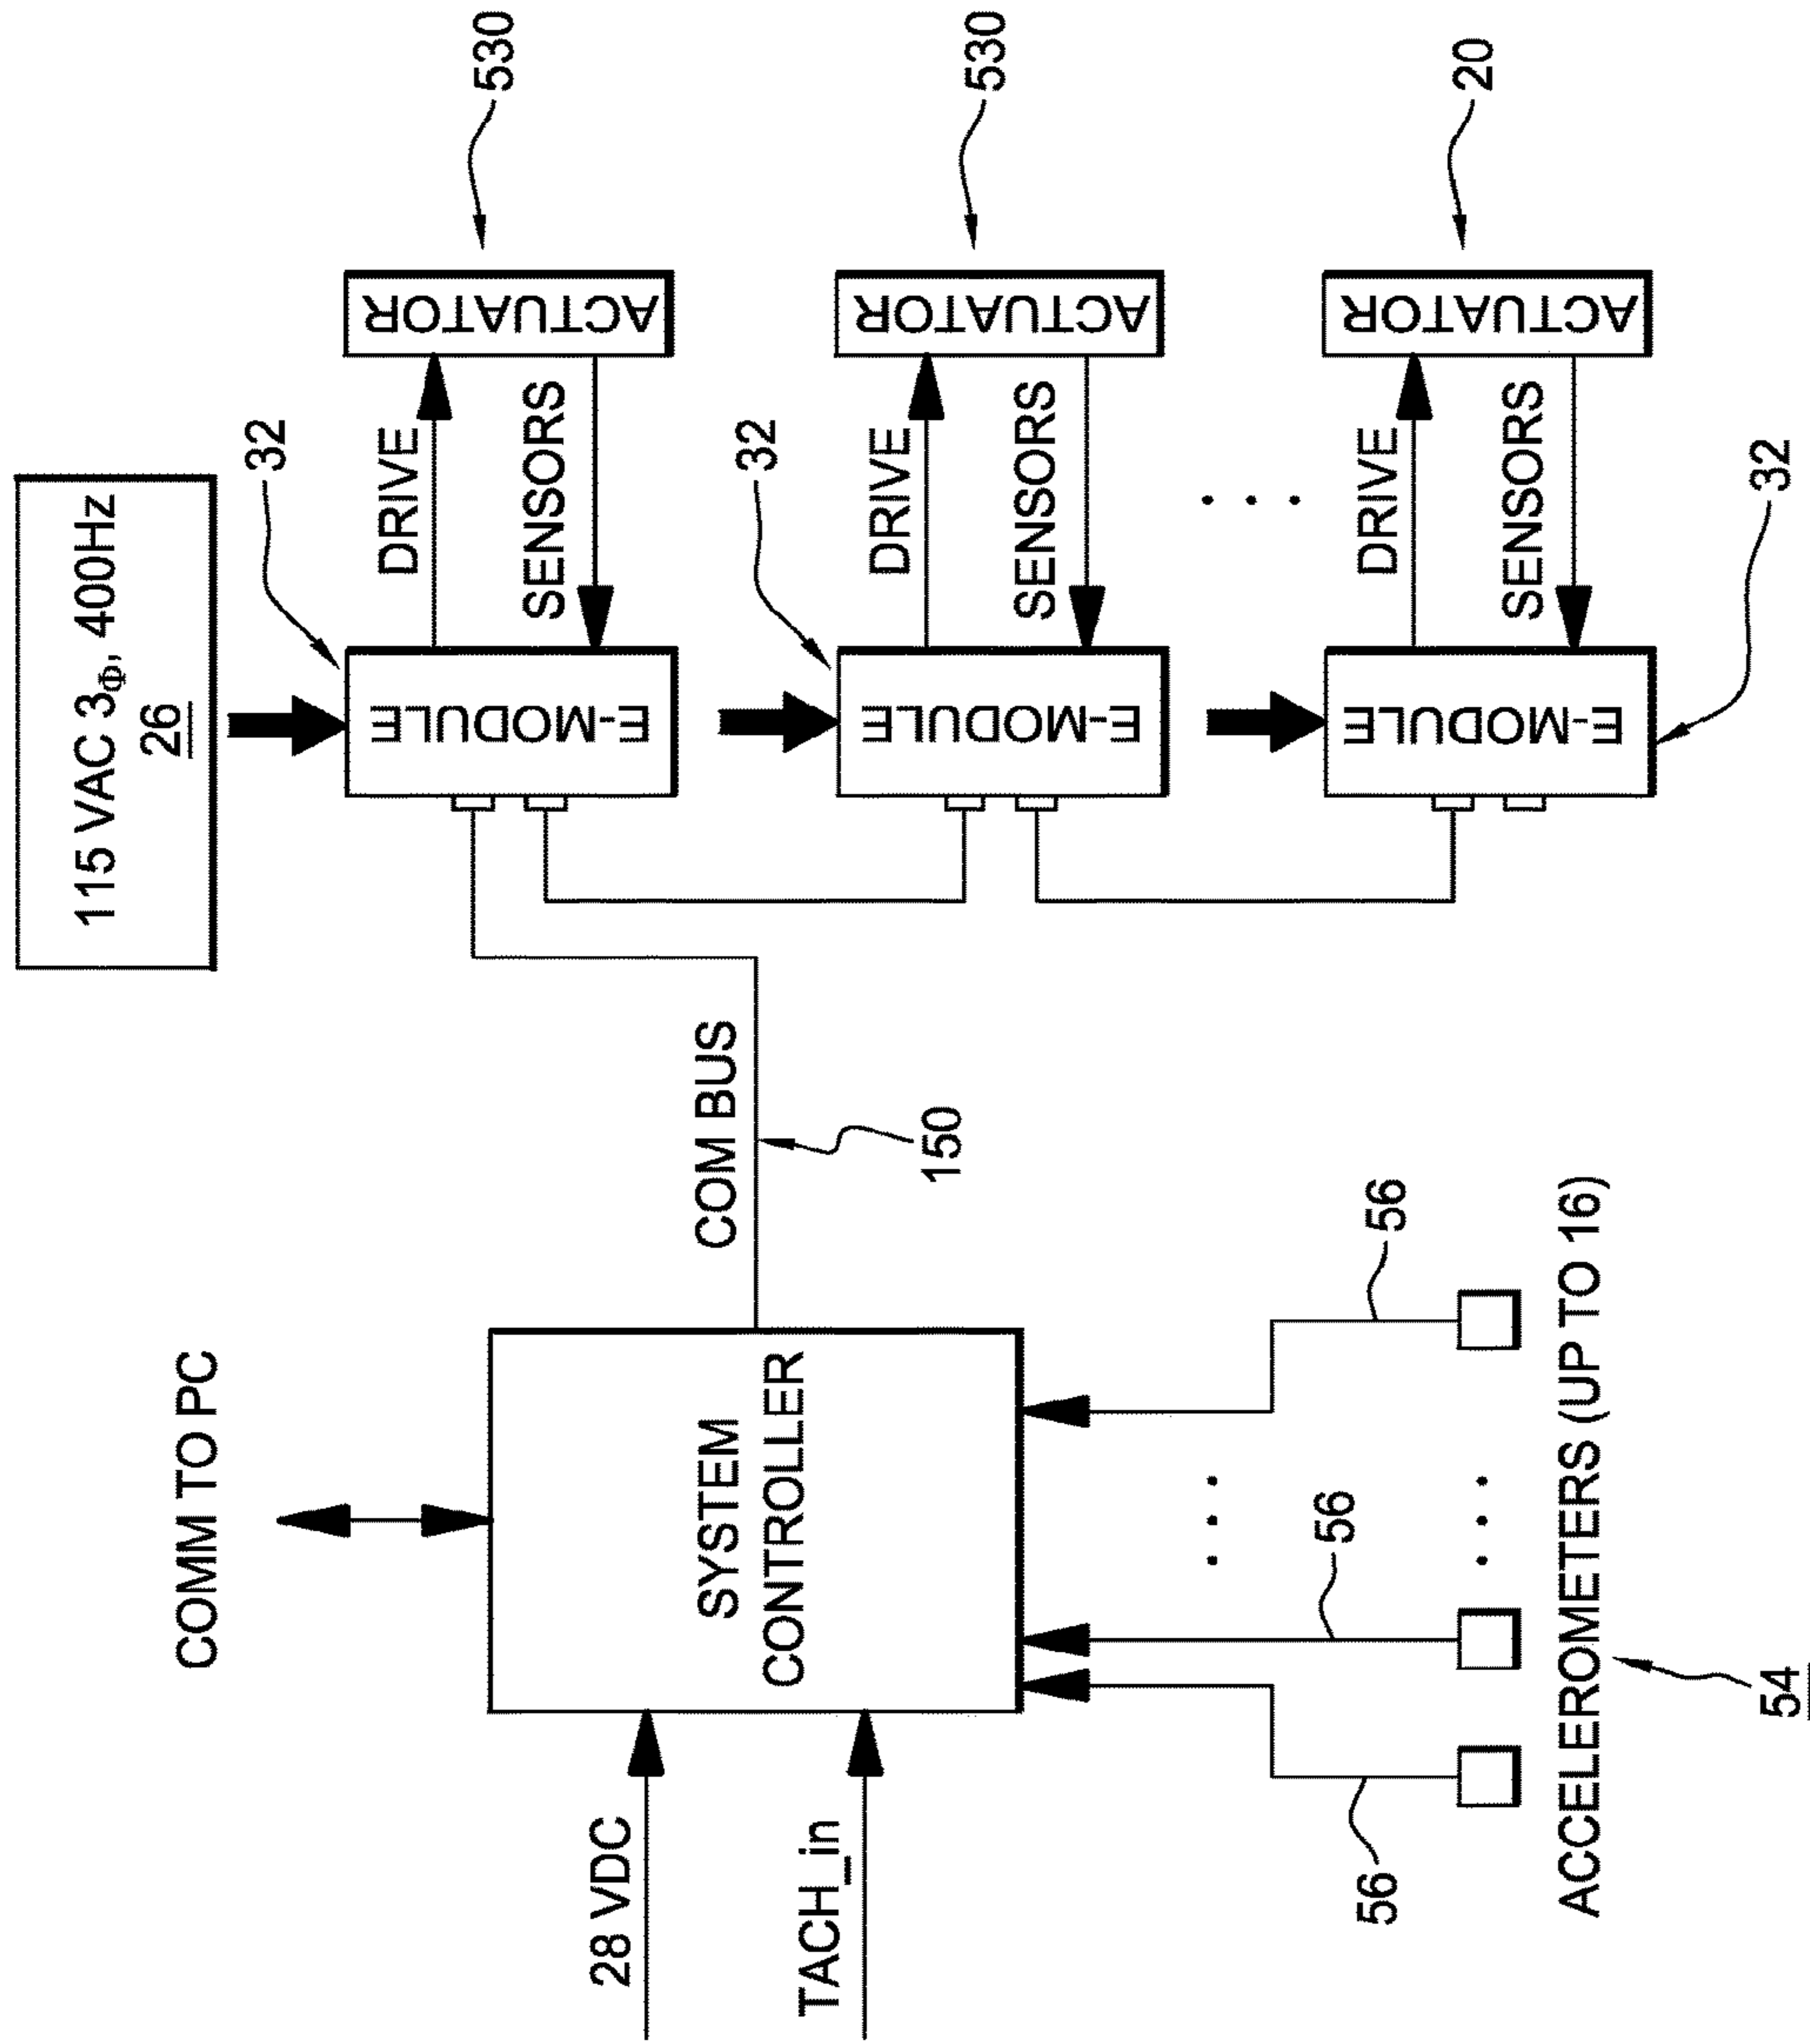 115 VAC 3Φ, 400Hz
26
COMM TO PC
28 VDC
TACH_in
SYSTEM
CONTROLLER
COM BUS
150
32
E-MODULE
DRIVE
SENSORS
ACTUATOR
530
32
E-MODULE
DRIVE
SENSORS
ACTUATOR
530
32
E-MODULE
DRIVE
SENSORS
ACTUATOR
20
56
56
56
ACCELEROMETERS (UP TO 16)
54